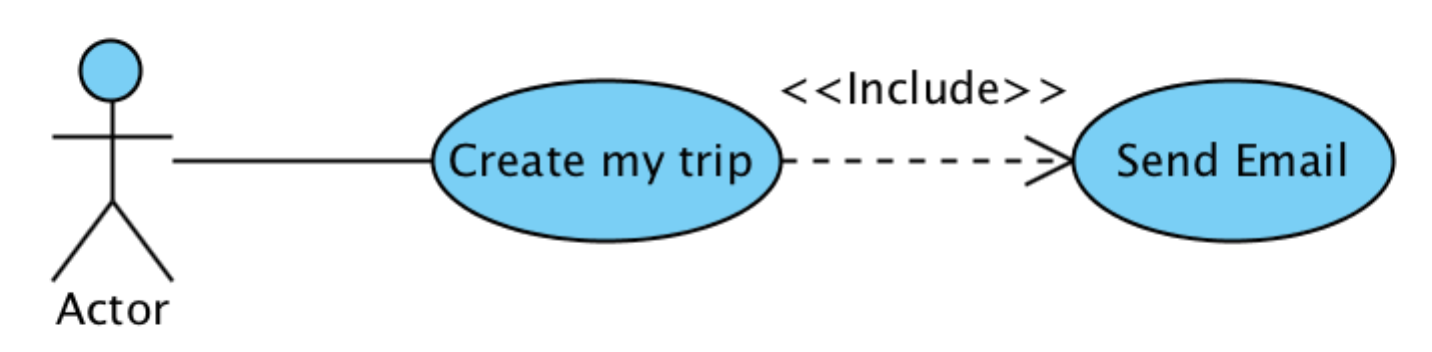 <<Include>>
Create my trip
Send Email
Actor